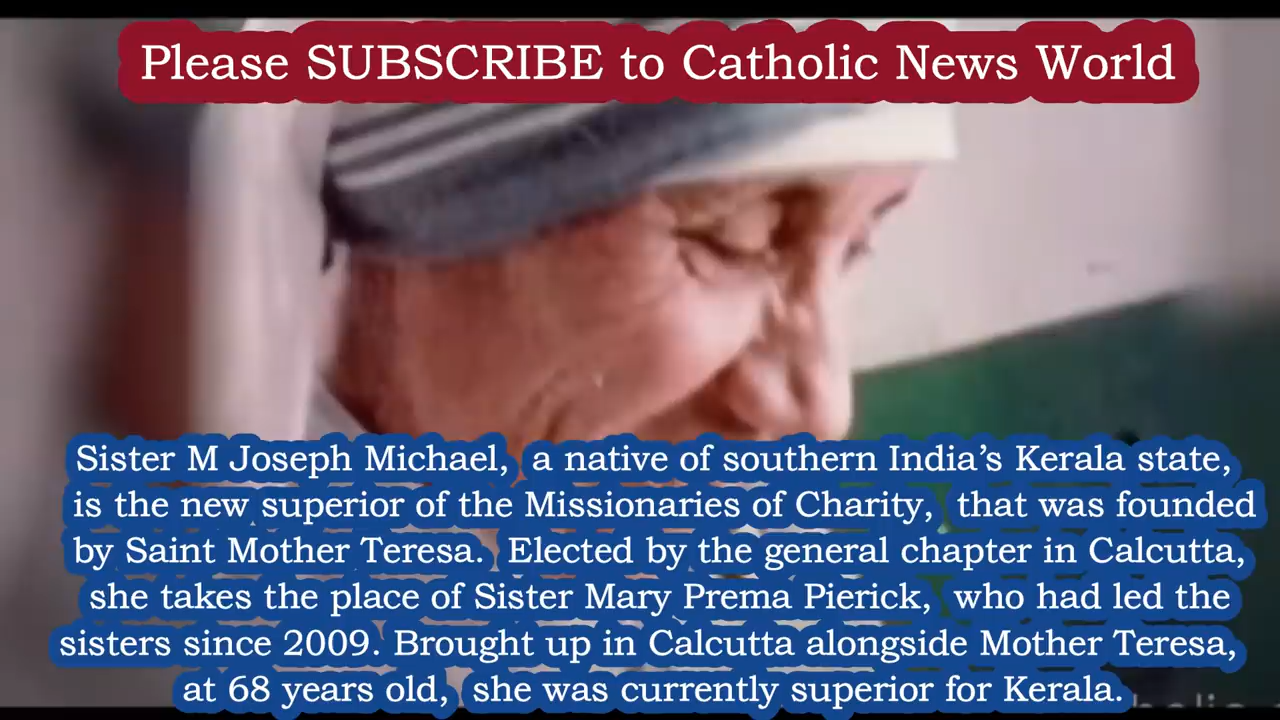 Please SUBSCRIBE to Catholic News World
Sister M Joseph Michael, a native of southern India’s Kerala state,
is the new superior of the Missionaries of Charity, that was founded
by Saint Mother Teresa. Elected by the general chapter in Calcutta,
she takes the place of Sister Mary Prema Pierick, who had led the
sisters since 2009. Brought up in Calcutta alongside Mother Teresa,
at 68 years old, she was currently superior for Kerala.